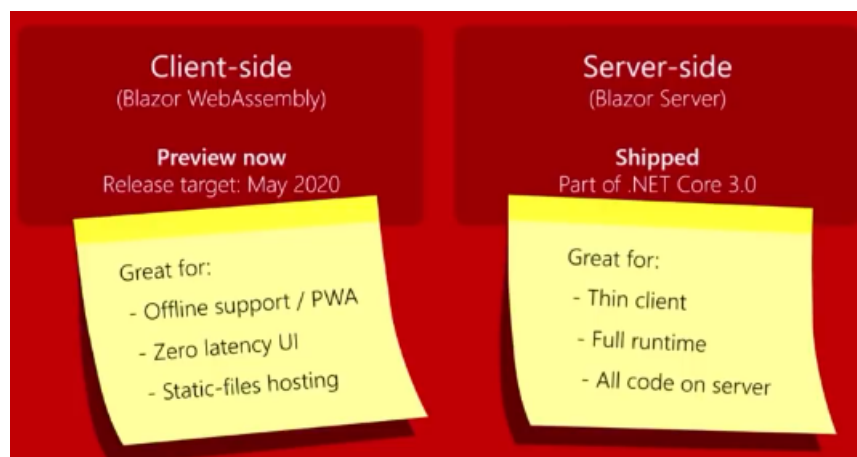 Client-side
(Blazor WebAssembly)
Preview now
Release target: May 2020
Great for:
- Offline support / PWA
- Zero latency UI
- Static-files hosting
Server-side
(Blazor Server)
Shipped
Part of .NET Core 3.0
Great for:
- Thin client
- Full runtime
- All code on server